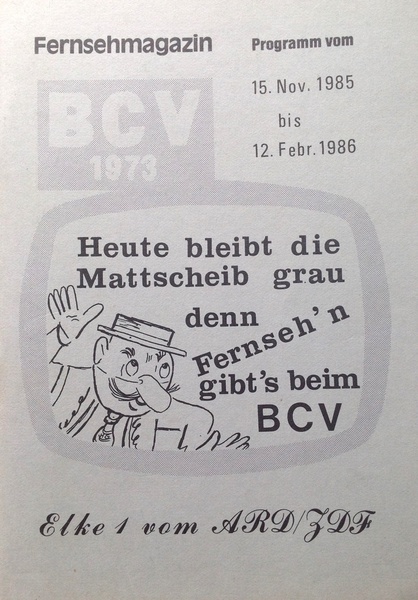 Fernsehmagazin
Programm vom
15. Nov. 1985
bis
12. Febr. 1986
BCV
1973
Heute bleibt die
Mattscheib grau
denn
Fernseh'n
gibt's beim
BCV
Elke 1 vom ARD/ZDF